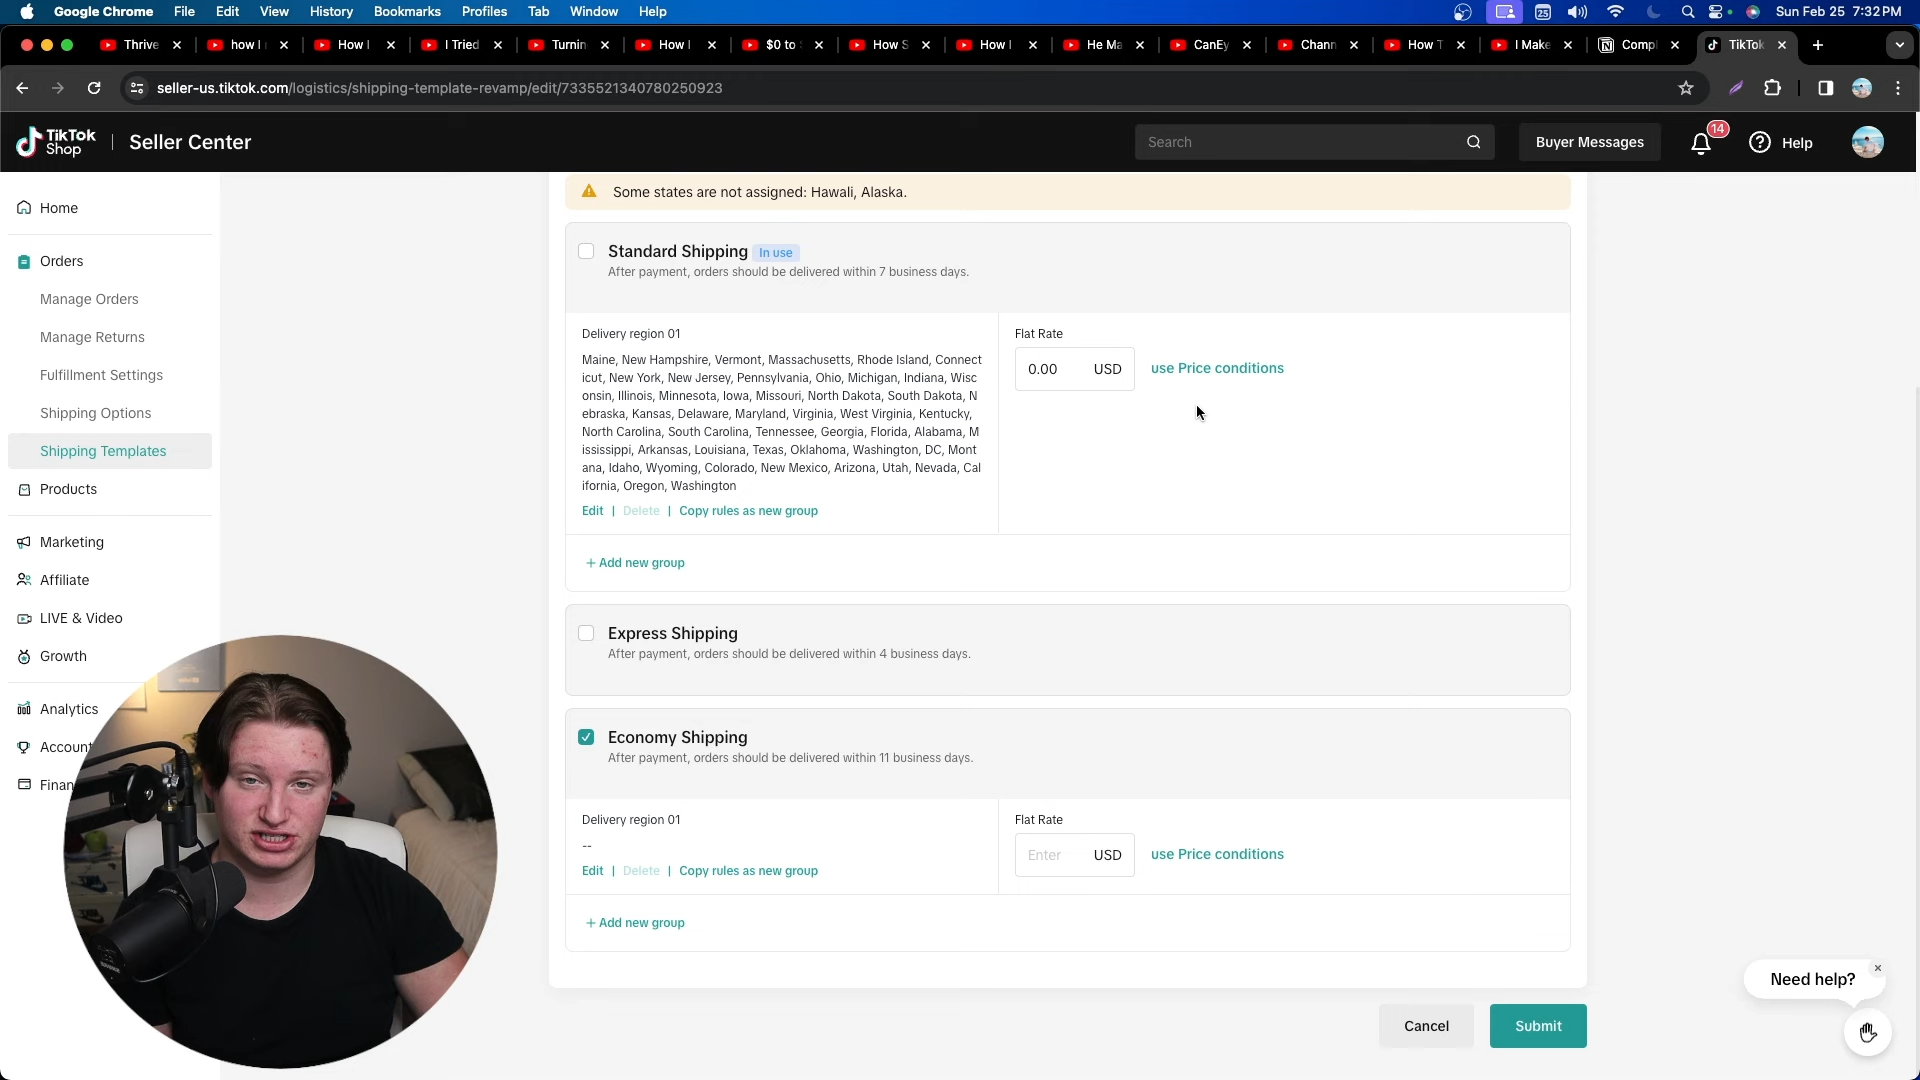 Google Chrome File Edit View History Bookmarks Profiles Tab Window Help 25 Sun Feb 25 7:32 PM
Thrive how I How I I Tried Turnin How I $0 to How S How I He Ma CanEy Chann How T I Make Compl TikTok
seller-us.tiktok.com/logistics/shipping-template-revamp/edit/7335521340780250923
TikTok Shop | Seller Center Search Buyer Messages 14 Help
Some states are not assigned: Hawali, Alaska.
Home
Orders
Manage Orders
Manage Returns
Fulfillment Settings
Shipping Options
Shipping Templates
Products
Marketing
Affiliate
LIVE & Video
Growth
Analytics
Account
Finan
Standard Shipping In use
After payment, orders should be delivered within 7 business days.
Delivery region 01
Maine, New Hampshire, Vermont, Massachusetts, Rhode Island, Connect
icut, New York, New Jersey, Pennsylvania, Ohio, Michigan, Indiana, Wisc
onsin, Illinois, Minnesota, Iowa, Missouri, North Dakota, South Dakota, N
ebraska, Kansas, Delaware, Maryland, Virginia, West Virginia, Kentucky,
North Carolina, South Carolina, Tennessee, Georgia, Florida, Alabama, M
ississippi, Arkansas, Louisiana, Texas, Oklahoma, Washington, DC, Mont
ana, Idaho, Wyoming, Colorado, New Mexico, Arizona, Utah, Nevada, Cal
ifornia, Oregon, Washington
Edit | Delete | Copy rules as new group
Flat Rate
0.00 USD use Price conditions
+ Add new group
Express Shipping
After payment, orders should be delivered within 4 business days.
Economy Shipping
After payment, orders should be delivered within 11 business days.
Delivery region 01
--
Edit | Delete | Copy rules as new group
Flat Rate
Enter USD use Price conditions
+ Add new group
Need help?
Cancel Submit